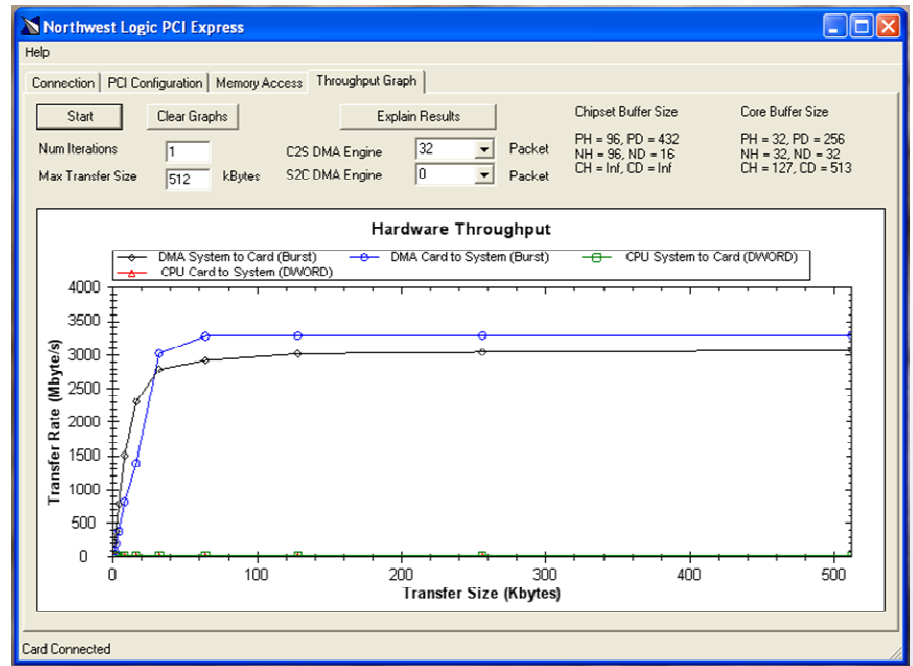 Northwest Logic PCI Express
Help
Connection PCI Configuration Memory Access Throughput Graph
Start Clear Graphs Explain Results Chipset Buffer Size Core Buffer Size
Num Iterations 1 C2S DMA Engine 32 Packet PH = 96, PD = 432 PH = 32, PD = 256
NH = 96, ND = 16 NH = 32, ND = 32
Max Transfer Size 512 kBytes S2C DMA Engine 0 Packet CH = Inf, CD = Inf CH = 127, CD = 513
Hardware Throughput
DMA System to Card (Burst) DMA Card to System (Burst) CPU System to Card (DWORD)
CPU Card to System (DWORD)
4000
3500
3000
2500
2000
1500
1000
500
0
Transfer Rate (Mbyte/s)
0 100 200 300 400 500
Transfer Size (Kbytes)
Card Connected